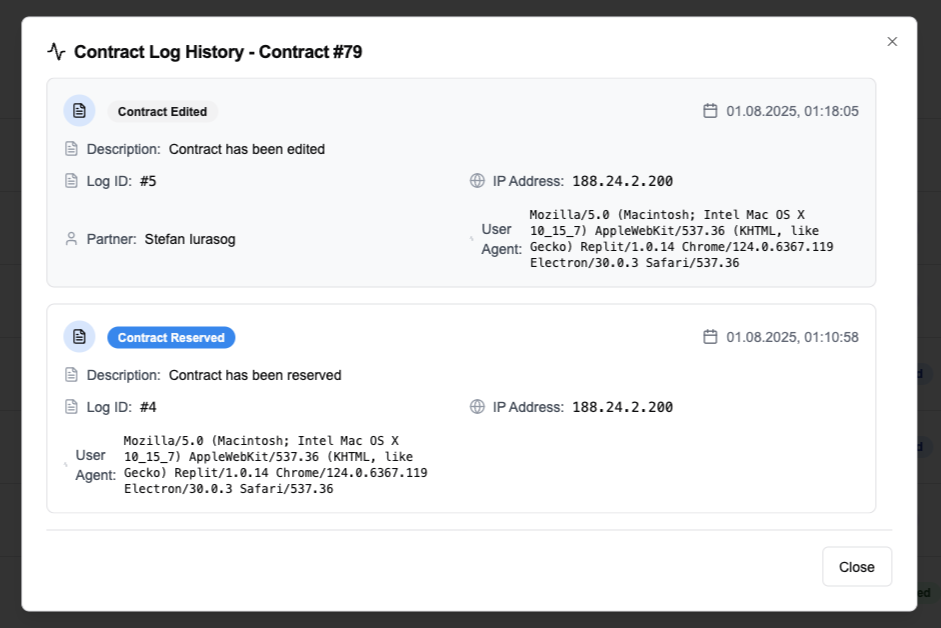 Contract Log History - Contract #79
Contract Edited
01.08.2025, 01:18:05
Description: Contract has been edited
Log ID: #5
IP Address: 188.24.2.200
Partner: Stefan Iurasog
User Agent:
Mozilla/5.0 (Macintosh; Intel Mac OS X
10_15_7) AppleWebKit/537.36 (KHTML, like
Gecko) Replit/1.0.14 Chrome/124.0.6367.119
Electron/30.0.3 Safari/537.36
Contract Reserved
01.08.2025, 01:10:58
Description: Contract has been reserved
Log ID: #4
IP Address: 188.24.2.200
User Agent:
Mozilla/5.0 (Macintosh; Intel Mac OS X
10_15_7) AppleWebKit/537.36 (KHTML, like
Gecko) Replit/1.0.14 Chrome/124.0.6367.119
Electron/30.0.3 Safari/537.36
Close